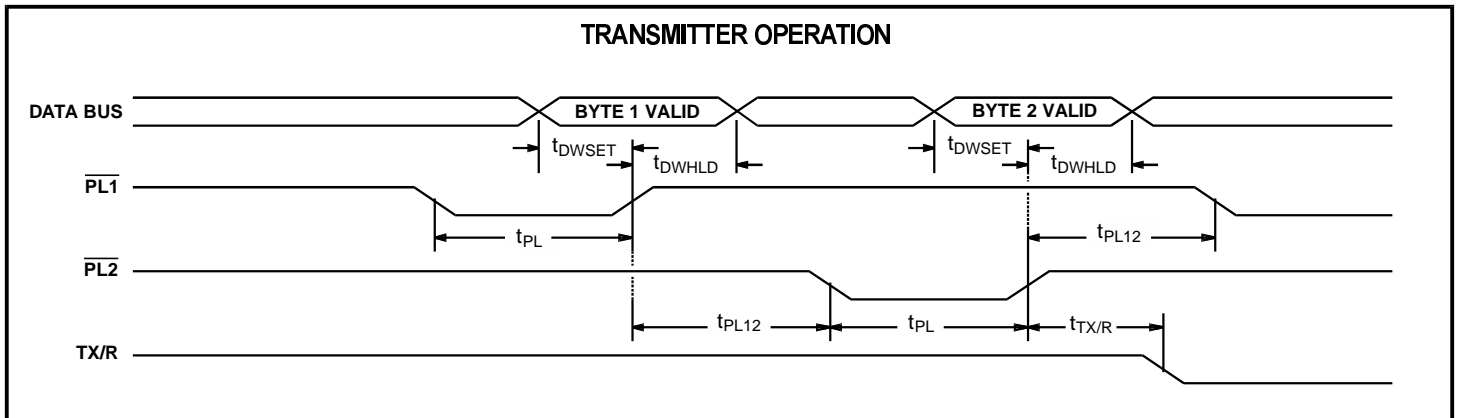 TRANSMITTER OPERATION
DATA BUS
BYTE 1 VALID
BYTE 2 VALID
tDWSET
tDWHLD
tDWSET
tDWHLD
PL1
tPL
tPL12
PL2
tPL12
tPL
tTX/R
TX/R